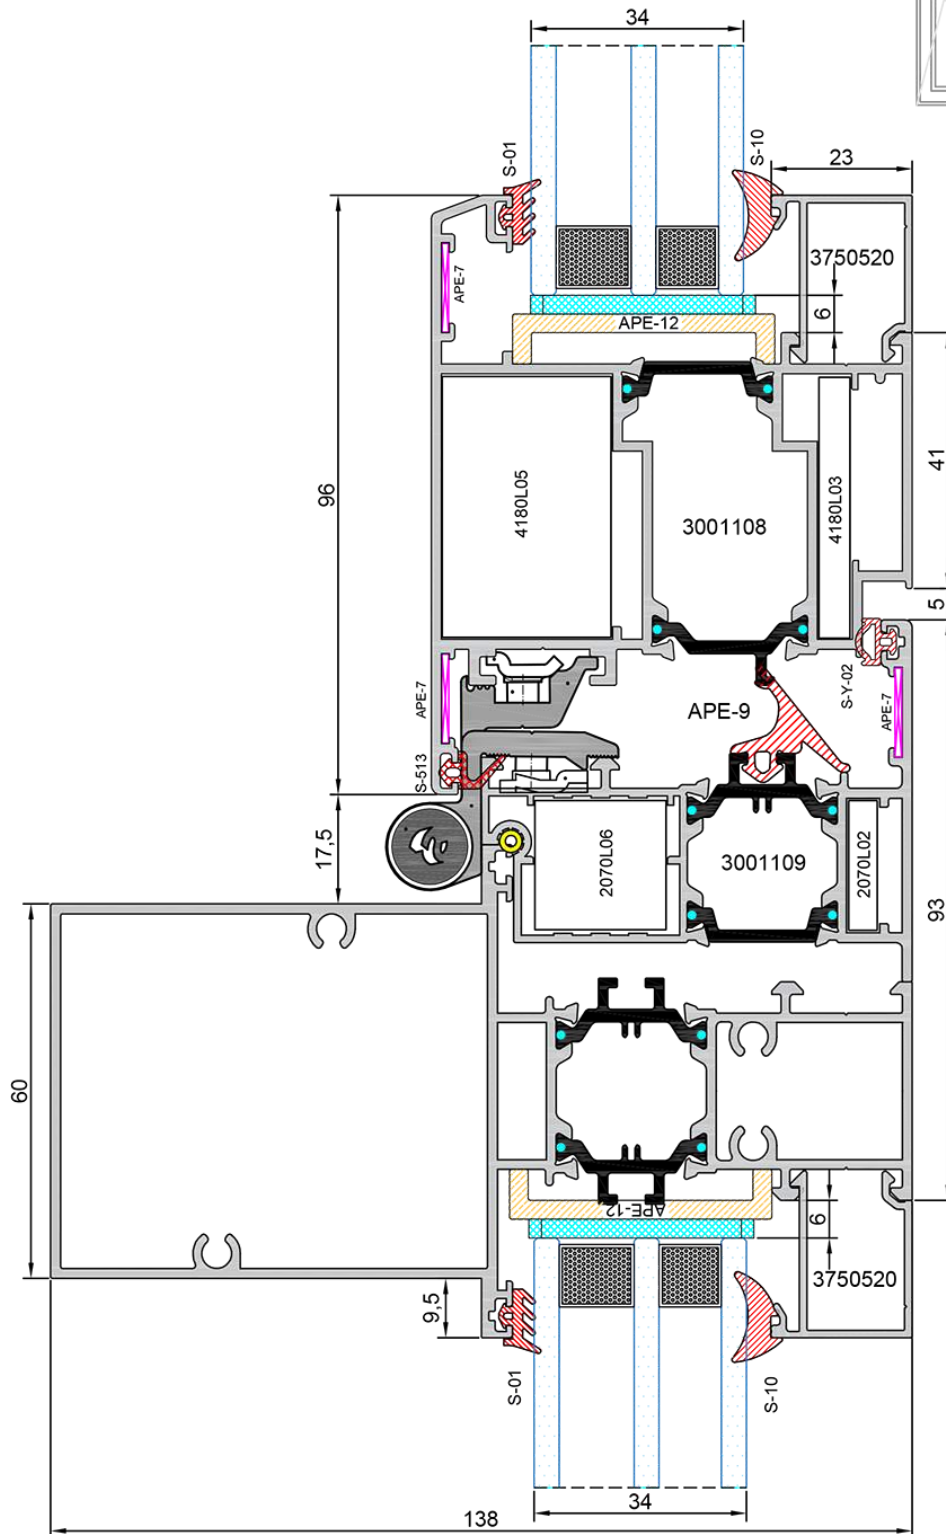 34
S-01
S-10
23
3750520
APE-7
6
APE-12
41
96
4180L05
3001108
4180L03
5
APE-7
S-Y-02
APE-9
APE-7
S-513
17,5
2070L06
3001109
2070L02
93
60
APE-12
6
3750520
9,5
S-01
S-10
34
138